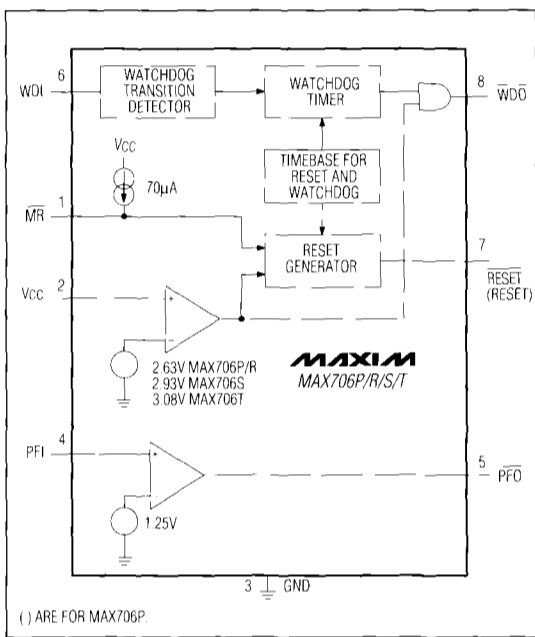 6
WDI
WATCHDOG
TRANSITION
DETECTOR
WATCHDOG
TIMER
8
WDO
VCC
70µA
TIMEBASE FOR
RESET AND
WATCHDOG
1
MR
RESET
GENERATOR
7
RESET
(RESET)
2
VCC
+
-
2.63V MAX706P/R
2.93V MAX706S
3.08V MAX706T
MAXIM
MAX706P/R/S/T
4
PFI
+
-
5
PFO
1.25V
3 GND
( ) ARE FOR MAX706P.